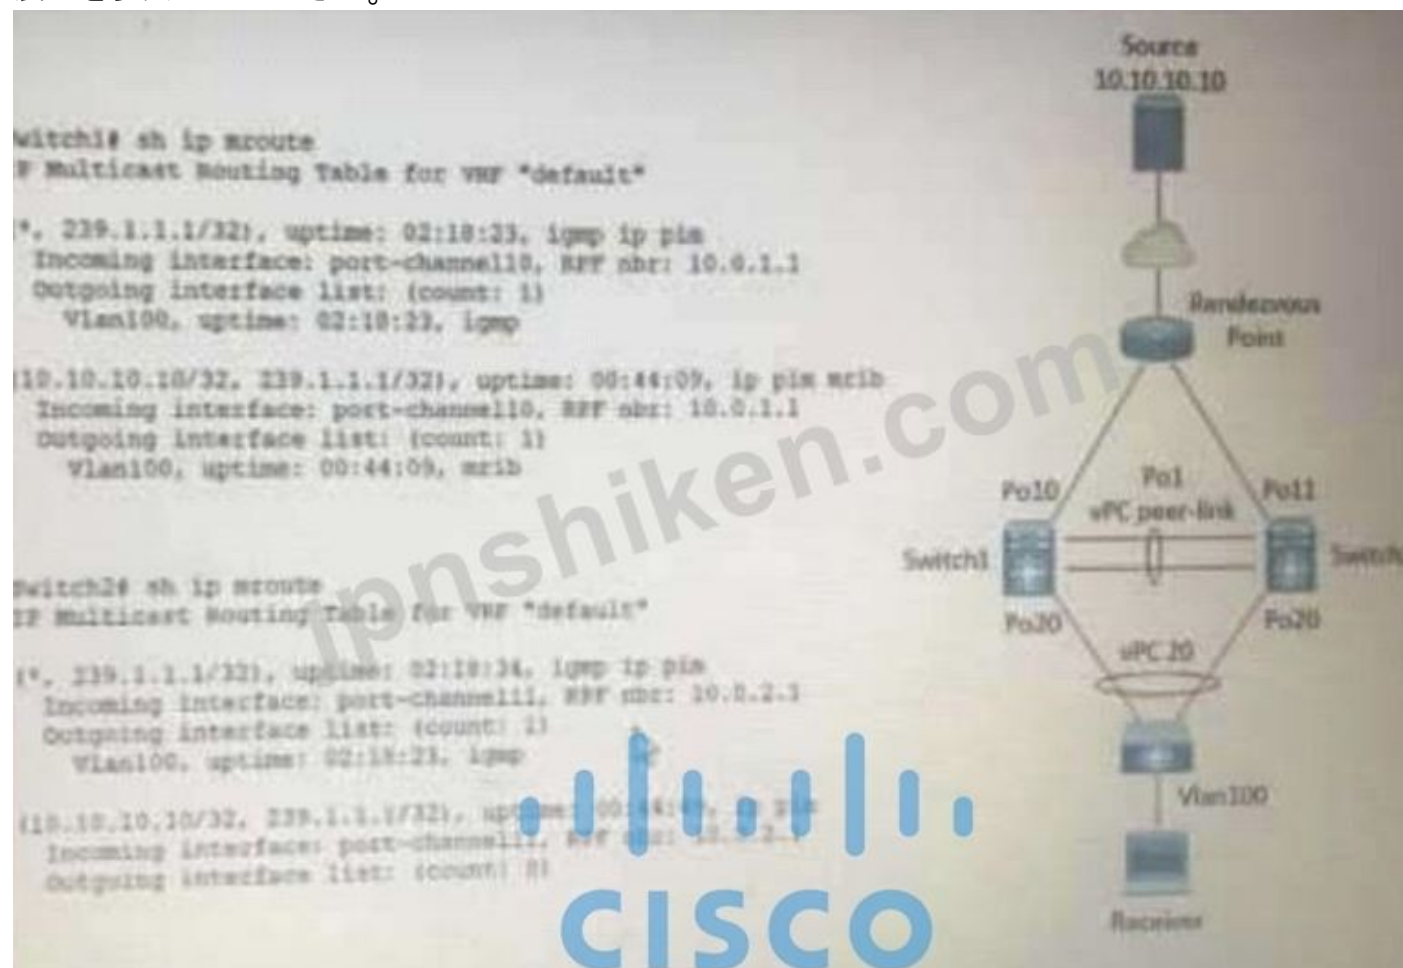 witch1# sh ip mroute
IP Multicast Routing Table for VRF "default"
(*, 239.1.1.1/32), uptime: 02:18:23, igmp ip pim
Incoming interface: port-channel10, RPF nbr: 10.0.1.1
Outgoing interface list: (count: 1)
Vlan100, uptime: 02:18:23, igmp
(10.10.10.10/32, 239.1.1.1/32), uptime: 00:44:09, ip pim mrib
Incoming interface: port-channel10, RPF nbr: 10.0.1.1
Outgoing interface list: (count: 1)
Vlan100, uptime: 00:44:09, mrib
Switch2# sh ip mroute
IP Multicast Routing Table for VRF "default"
(*, 239.1.1.1/32), uptime: 02:18:34, igmp ip pim
Incoming interface: port-channel11, RPF nbr: 10.0.2.1
Outgoing interface list: (count: 1)
Vlan100, uptime: 02:18:23, igmp
(10.10.10.10/32, 239.1.1.1/32), ip pim
Incoming interface: port-channel11, RPF
Outgoing interface list: (count: 0)
Source
10.10.10.10
Rendezvous
Point
Po10
Po1
vPC peer-link
Po11
Switch1
Po20
Po20
vPC 20
Vlan100
Receiver
jpnshiken.com
CISCO